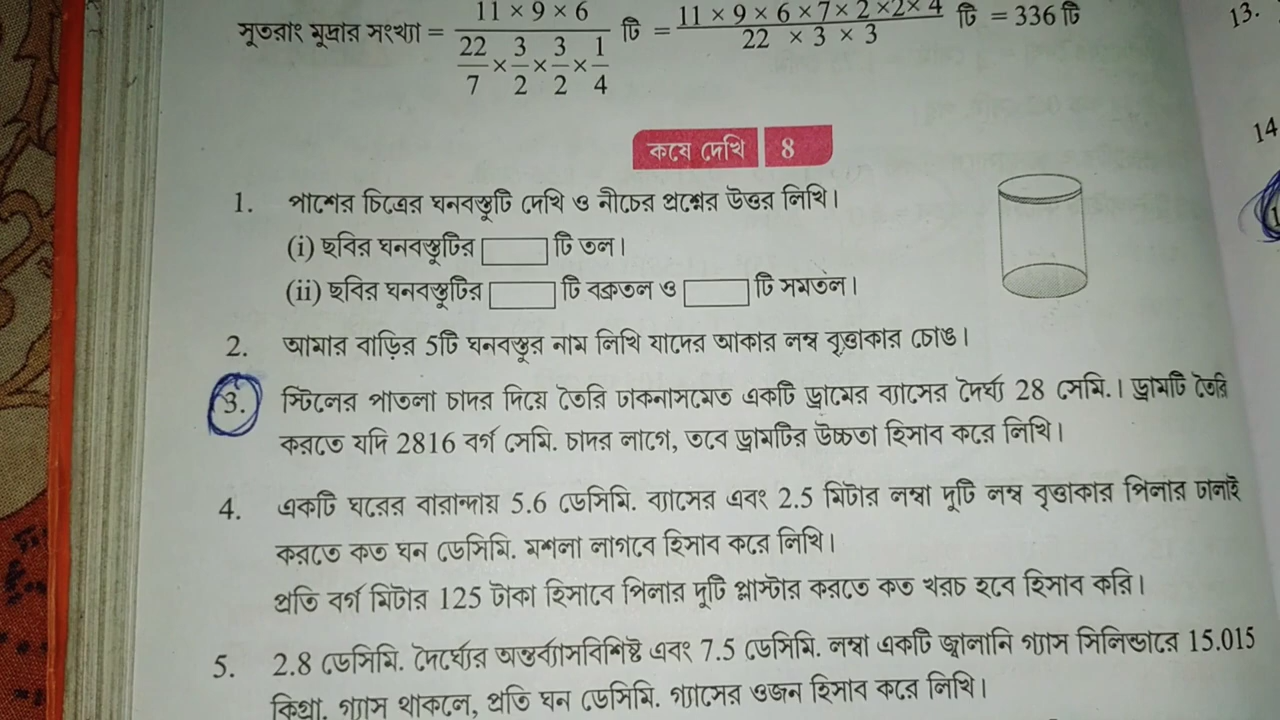 সুতরাং মুদ্রার সংখ্যা = 11 × 9 × 6 / (22/7 × 3/2 × 3/2 × 1/4) টি = 11 × 9 × 6 × 7 × 2 × 2 × 4 / 22 × 3 × 3 টি = 336 টি
13.
14
কষে দেখি 8
1. পাশের চিত্রের ঘনবস্তুটি দেখি ও নীচের প্রশ্নের উত্তর লিখি।
(i) ছবির ঘনবস্তুটির টি তল।
(ii) ছবির ঘনবস্তুটির টি বক্রতল ও টি সমতল।
2. আমার বাড়ির 5টি ঘনবস্তুর নাম লিখি যাদের আকার লম্ব বৃত্তাকার চোঙ।
3. স্টিলের পাতলা চাদর দিয়ে তৈরি ঢাকনাসমেত একটি ড্রামের ব্যাসের দৈর্ঘ্য 28 সেমি.। ড্রামটি তৈরি
করতে যদি 2816 বর্গ সেমি. চাদর লাগে, তবে ড্রামটির উচ্চতা হিসাব করে লিখি।
4. একটি ঘরের বারান্দায় 5.6 ডেসিমি. ব্যাসের এবং 2.5 মিটার লম্বা দুটি লম্ব বৃত্তাকার পিলার ঢালাই
করতে কত ঘন ডেসিমি. মশলা লাগবে হিসাব করে লিখি।
প্রতি বর্গ মিটার 125 টাকা হিসাবে পিলার দুটি প্লাস্টার করতে কত খরচ হবে হিসাব করি।
5. 2.8 ডেসিমি. দৈর্ঘ্যের অন্তর্ব্যাসবিশিষ্ট এবং 7.5 ডেসিমি. লম্বা একটি জ্বালানি গ্যাস সিলিন্ডারে 15.015
কিগ্রা. গ্যাস থাকলে, প্রতি ঘন ডেসিমি. গ্যাসের ওজন হিসাব করে লিখি।